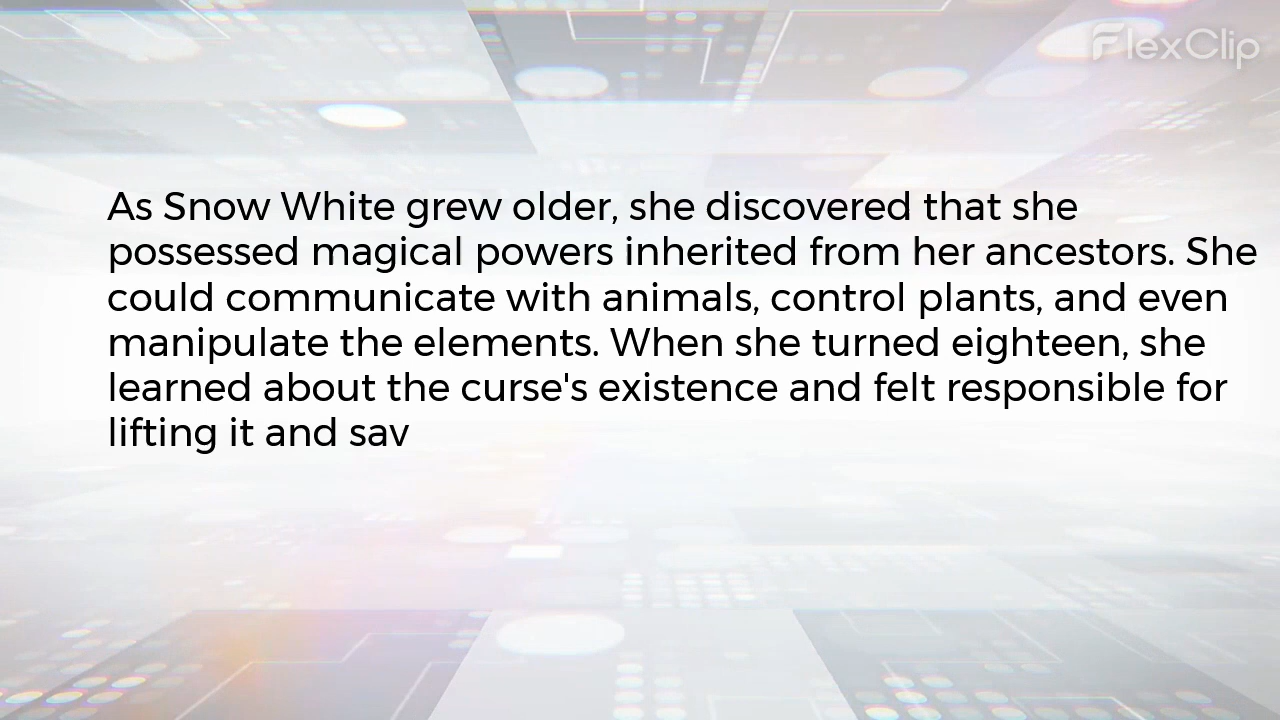 FlexClip
As Snow White grew older, she discovered that she
possessed magical powers inherited from her ancestors. She
could communicate with animals, control plants, and even
manipulate the elements. When she turned eighteen, she
learned about the curse's existence and felt responsible for
lifting it and sav